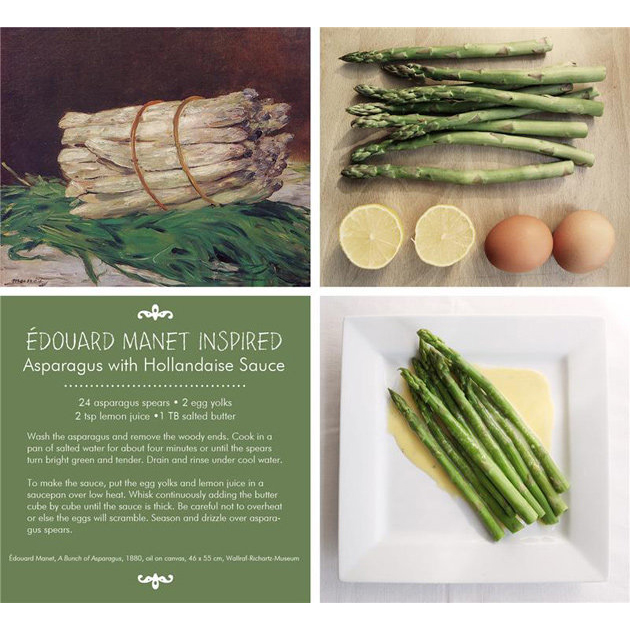 ÉDOUARD MANET INSPIRED
Asparagus with Hollandaise Sauce
24 asparagus spears • 2 egg yolks
2 tsp lemon juice •1 TB salted butter
Wash the asparagus and remove the woody ends. Cook in a
pan of salted water for about four minutes or until the spears
turn bright green and tender. Drain and rinse under cool water.
To make the sauce, put the egg yolks and lemon juice in a
saucepan over low heat. Whisk continuously adding the butter
cube by cube until the sauce is thick. Be careful not to overheat
or else the eggs will scramble. Season and drizzle over aspara-
gus spears.
Édouard Manet, A Bunch of Asparagus, 1880, oil on canvas, 46 x 55 cm, Wallraf-Richartz-Museum